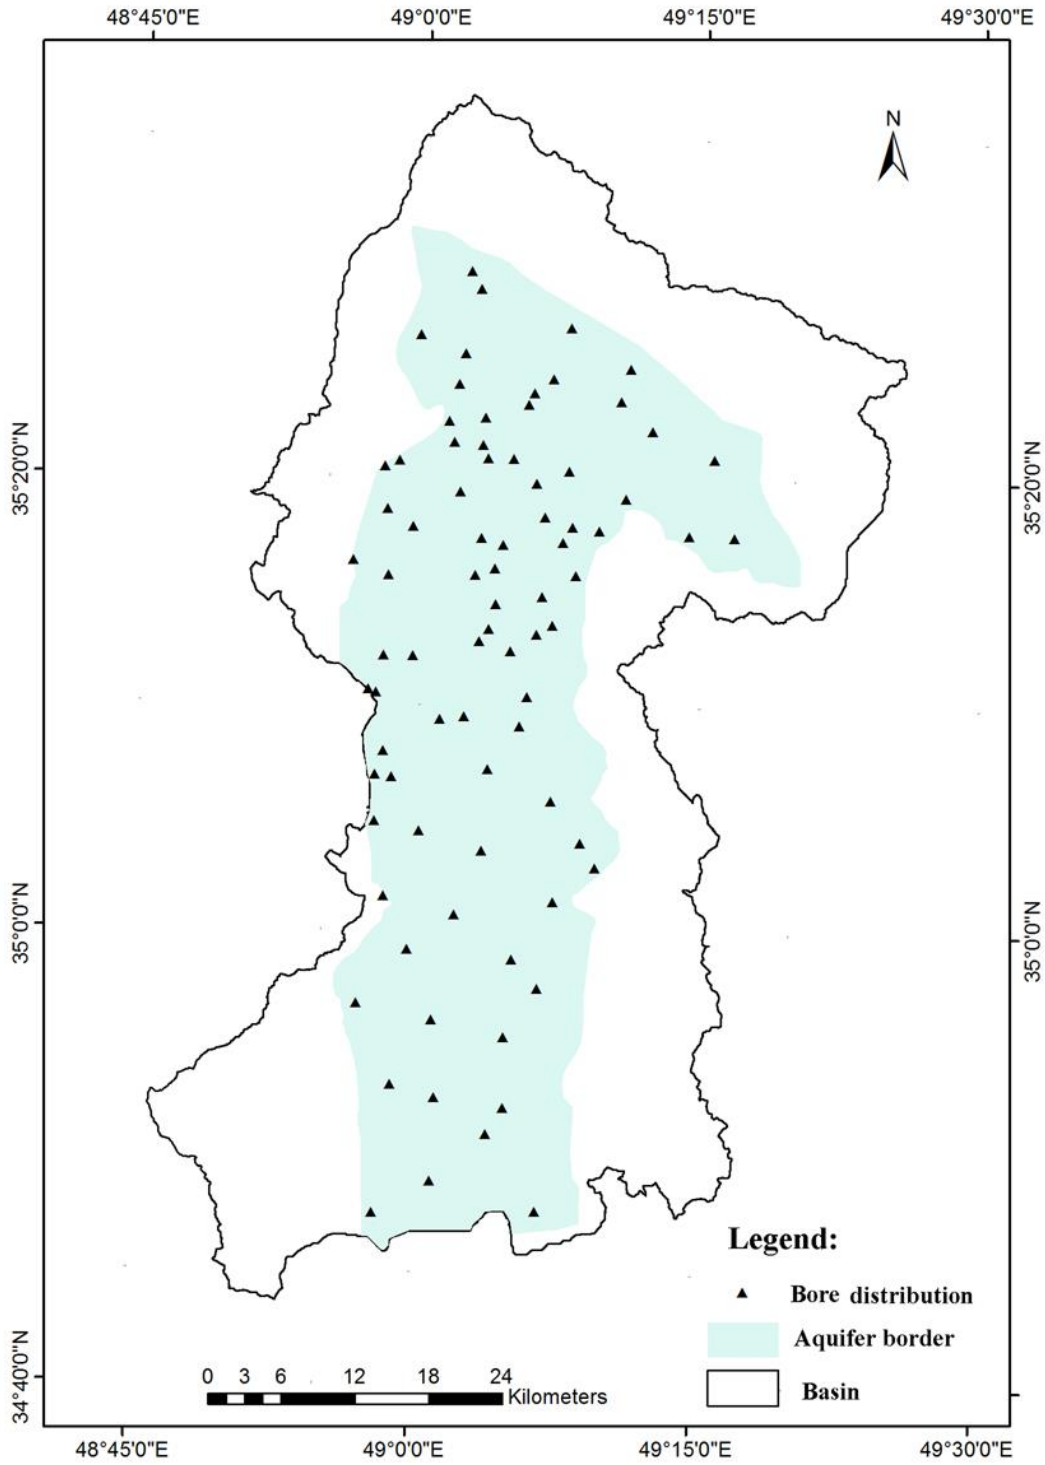 48°45'0"E 49°0'0"E 49°15'0"E 49°30'0"E
N
35°20'0"N 35°20'0"N
35°0'0"N 35°0'0"N
Legend:
Bore distribution
Aquifer border
Basin
34°40'0"N
0 3 6 12 18 24
Kilometers
48°45'0"E 49°0'0"E 49°15'0"E 49°30'0"E